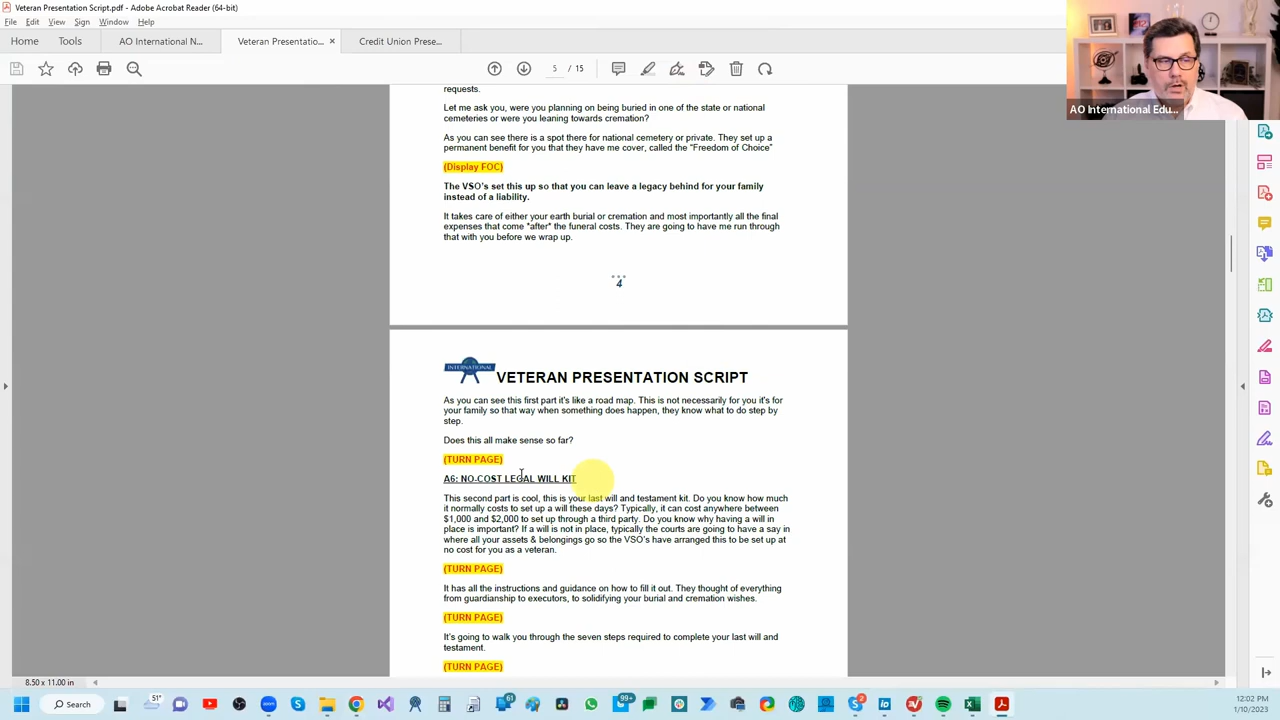 Veteran Presentation Script.pdf - Adobe Acrobat Reader (64-bit)
File Edit View Sign Window Help
Home Tools AO International N... Veteran Presentatio... × Credit Union Prese...
5 / 15
AO International Edu...
requests.
Let me ask you, were you planning on being buried in one of the state or national
cemeteries or were you leaning towards cremation?
As you can see there is a spot there for national cemetery or private. They set up a
permanent benefit for you that they have me cover, called the “Freedom of Choice”
(Display FOC)
The VSO’s set this up so that you can leave a legacy behind for your family
instead of a liability.
It takes care of either your earth burial or cremation and most importantly all the final
expenses that come *after* the funeral costs. They are going to have me run through
that with you before we wrap up.
4
INTERNATIONAL
VETERAN PRESENTATION SCRIPT
As you can see this first part it's like a road map. This is not necessarily for you it's for
your family so that way when something does happen, they know what to do step by
step.
Does this all make sense so far?
(TURN PAGE)
A6: NO-COST LEGAL WILL KIT
This second part is cool, this is your last will and testament kit. Do you know how much
it normally costs to set up a will these days? Typically, it can cost anywhere between
$1,000 and $2,000 to set up through a third party. Do you know why having a will in
place is important? If a will is not in place, typically the courts are going to have a say in
where all your assets & belongings go so the VSO’s have arranged this to be set up at
no cost for you as a veteran.
(TURN PAGE)
It has all the instructions and guidance on how to fill it out. They thought of everything
from guardianship to executors, to solidifying your burial and cremation wishes.
(TURN PAGE)
It’s going to walk you through the seven steps required to complete your last will and
testament.
(TURN PAGE)
8.50 x 11.00 in
Search
51°
61
99+
2
12:02 PM
1/10/2023